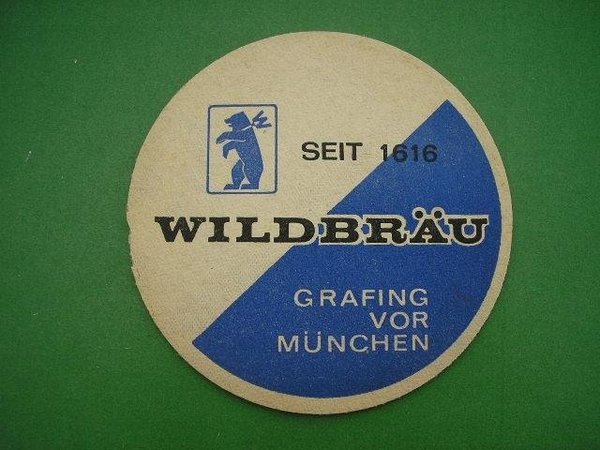 SEIT 1616
WILDBRÄU
GRAFING
VOR
MÜNCHEN